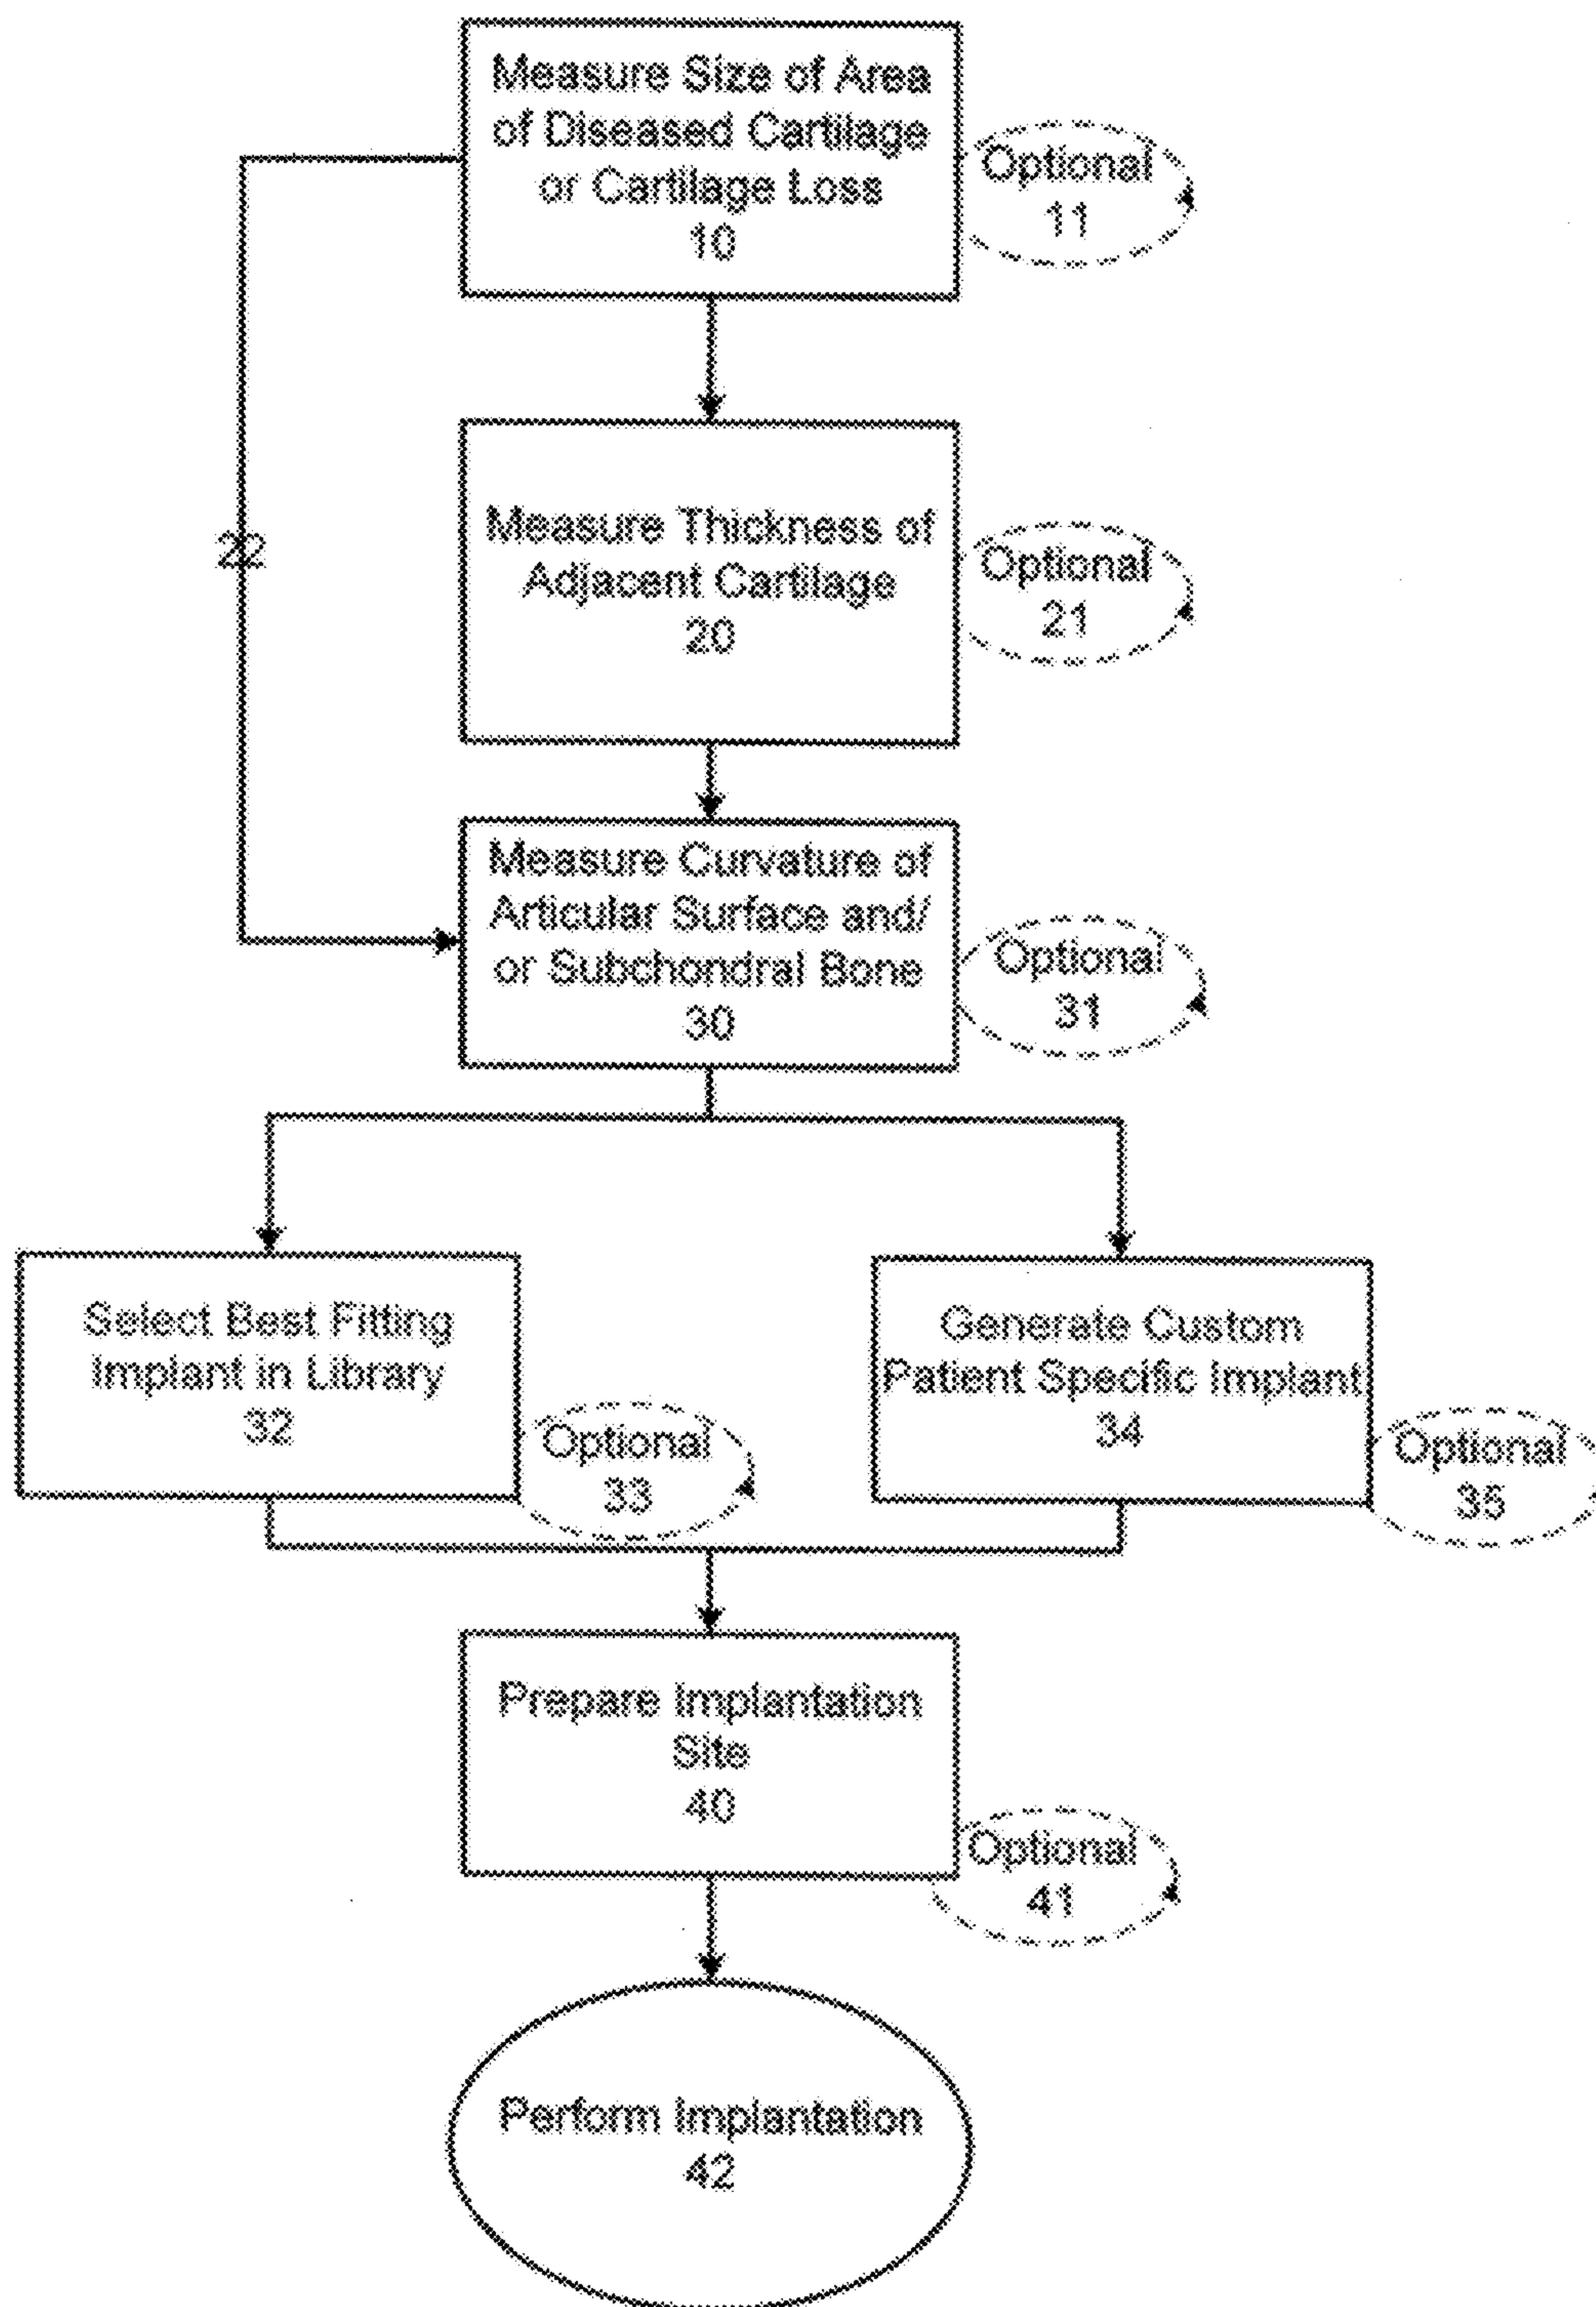 Measure Size of Area
of Diseased Cartilage
or Cartilage Loss
10
Optional
11
22
Measure Thickness of
Adjacent Cartilage
20
Optional
21
Measure Curvature of
Articular Surface and/
or Subchondral Bone
30
Optional
31
Select Best Fitting
Implant in Library
32
Optional
33
Generate Custom
Patient Specific Implant
34
Optional
35
Prepare Implantation
Site
40
Optional
41
Perform Implantation
42